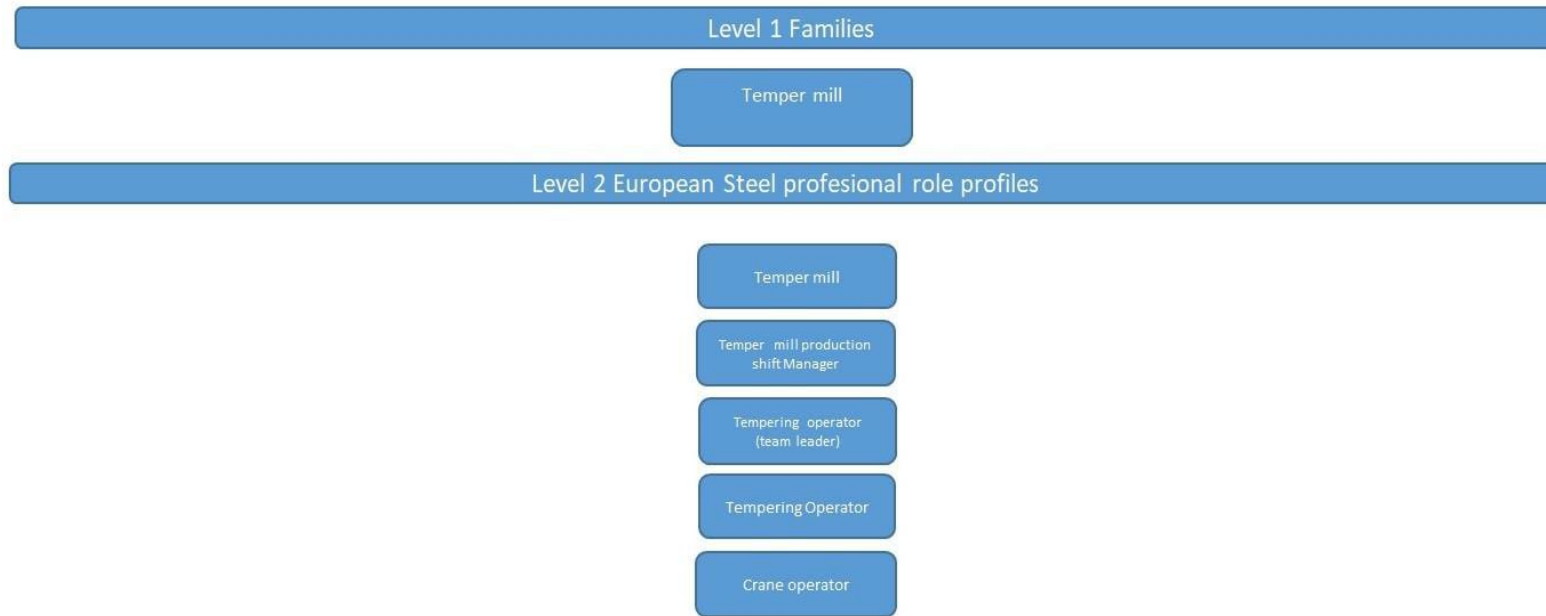 Level 1 Families
Temper mill
Level 2 European Steel profesional role profiles
Temper mill
Temper mill production
shift Manager
Tempering operator
(team leader)
Tempering Operator
Crane operator